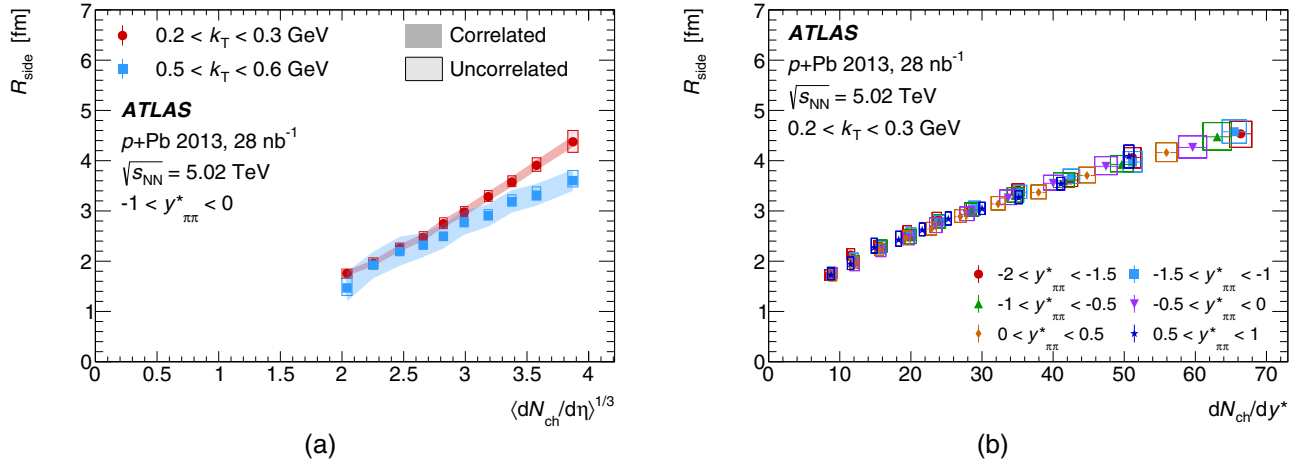 R_side [fm]
7
6
5
4
3
2
1
0
0 0.5 1 1.5 2 2.5 3 3.5 4
⟨dN_ch/dη⟩^1/3
0.2 < k_T < 0.3 GeV
0.5 < k_T < 0.6 GeV
Correlated
Uncorrelated
ATLAS
p+Pb 2013, 28 nb^-1
√s_NN = 5.02 TeV
-1 < y*_ππ < 0
(a)
R_side [fm]
7
6
5
4
3
2
1
0
0 10 20 30 40 50 60 70
dN_ch/dy*
ATLAS
p+Pb 2013, 28 nb^-1
√s_NN = 5.02 TeV
0.2 < k_T < 0.3 GeV
-2 < y*_ππ < -1.5 -1.5 < y*_ππ < -1
-1 < y*_ππ < -0.5 -0.5 < y*_ππ < 0
0 < y*_ππ < 0.5 0.5 < y*_ππ < 1
(b)